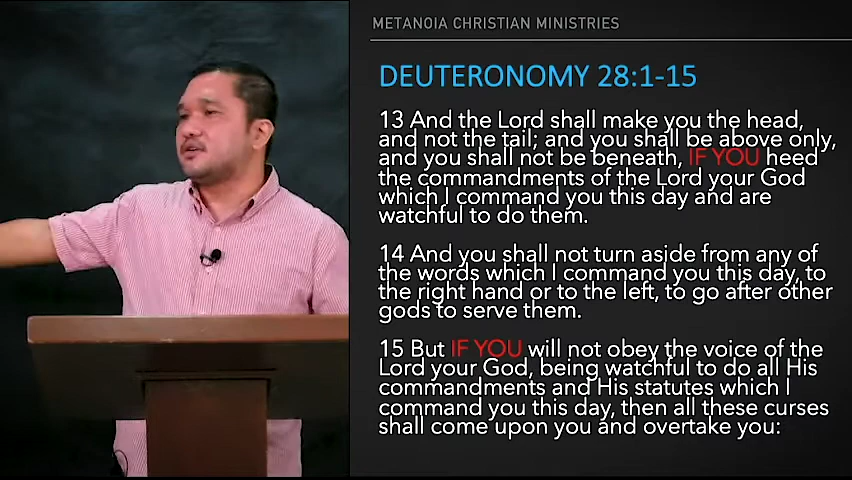 METANOIA CHRISTIAN MINISTRIES
DEUTERONOMY 28:1-15
13 And the Lord shall make you the head,
and not the tail; and you shall be above only,
and you shall not be beneath, IF YOU heed
the commandments of the Lord your God
which I command you this day and are
watchful to do them.
14 And you shall not turn aside from any of
the words which I command you this day, to
the right hand or to the left, to go after other
gods to serve them.
15 But IF YOU will not obey the voice of the
Lord your God, being watchful to do all His
commandments and His statutes which I
command you this day, then all these curses
shall come upon you and overtake you: